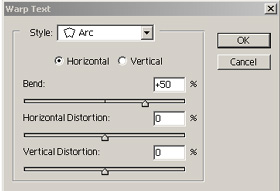 Warp Text
Style: Arc
OK
Horizontal Vertical
Cancel
Bend: +50 %
Horizontal Distortion: 0 %
Vertical Distortion: 0 %